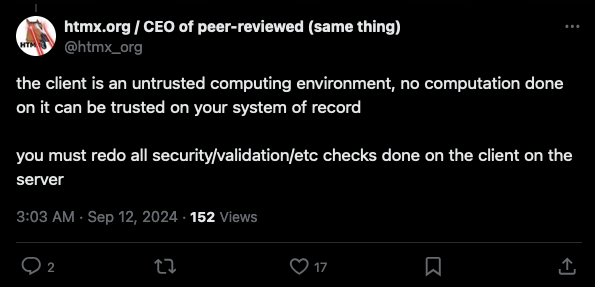 htmx.org / CEO of peer-reviewed (same thing)
@htmx_org
the client is an untrusted computing environment, no computation done
on it can be trusted on your system of record
you must redo all security/validation/etc checks done on the client on the
server
3:03 AM · Sep 12, 2024 · 152 Views
2
17